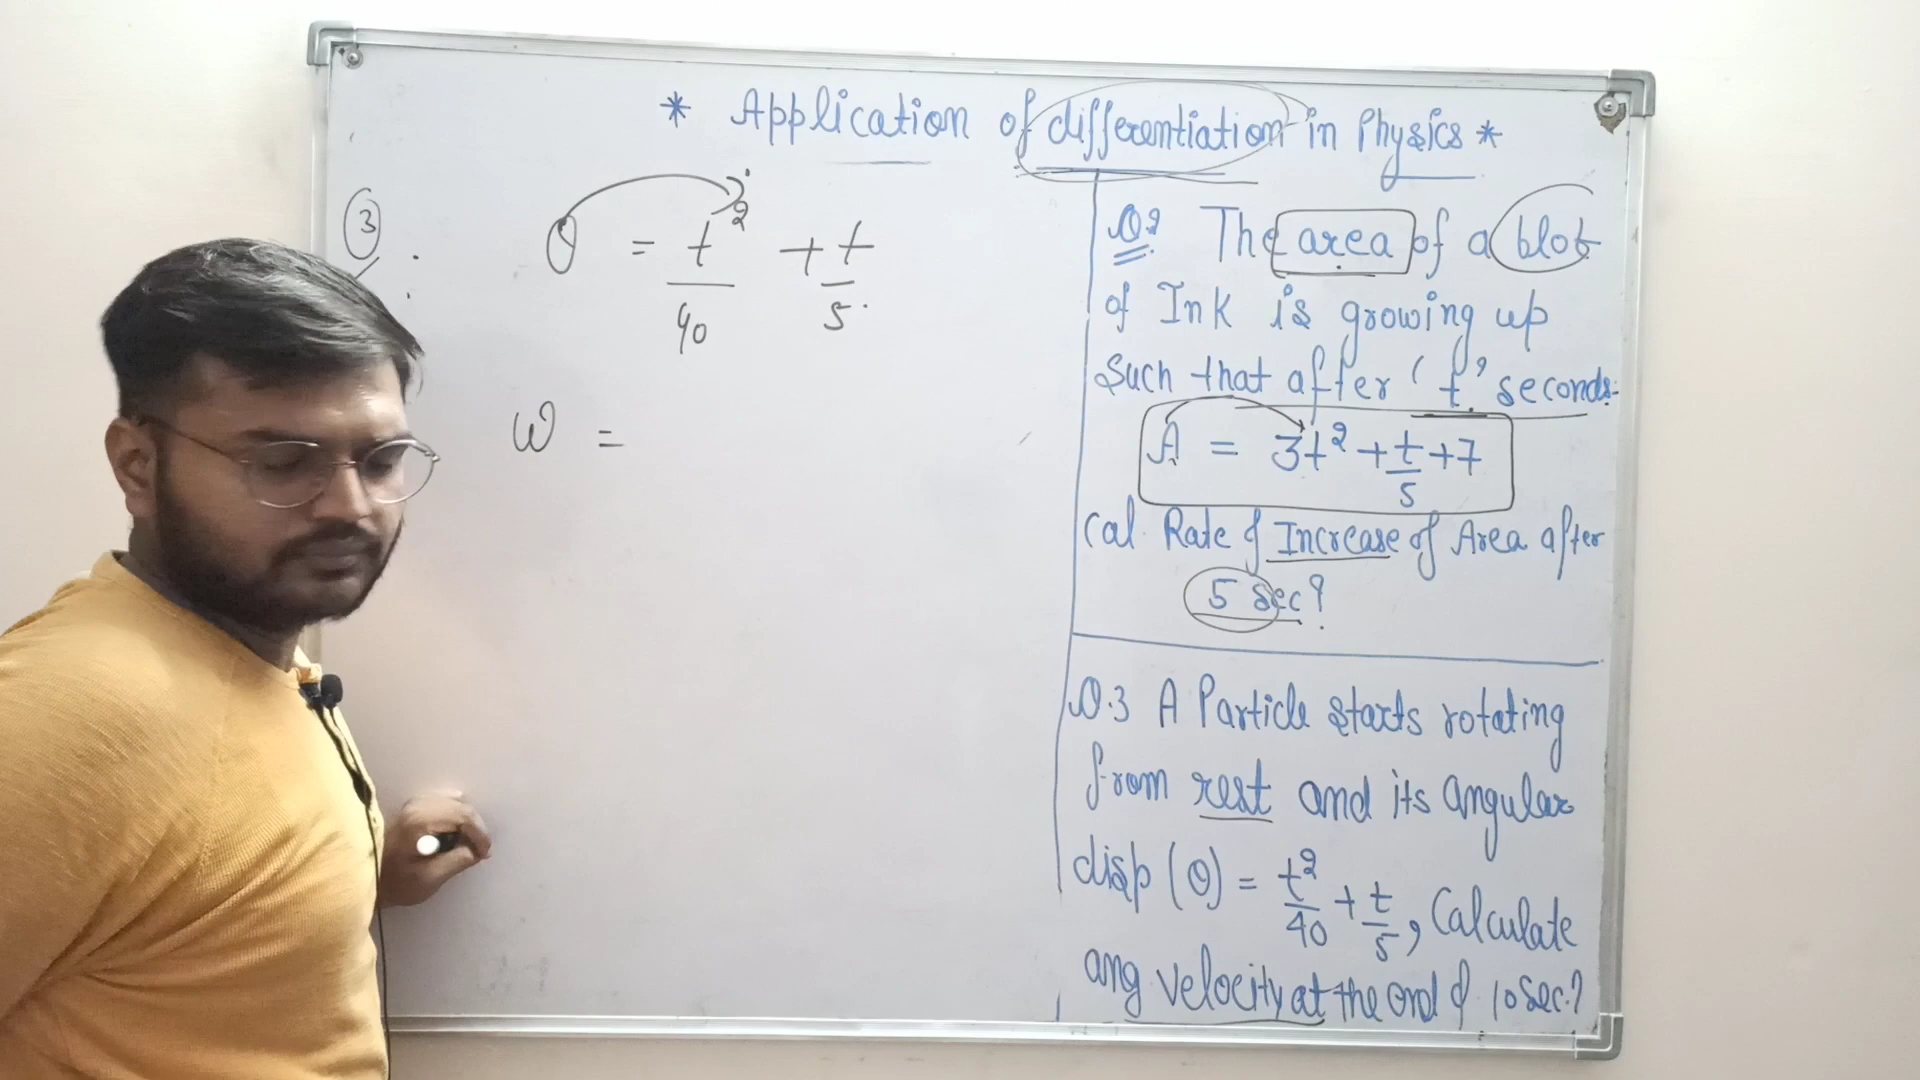 * Application of differentiation in Physics *
3
θ = t²/40 + t/5
ω =
Q.2 The area of a blot
of Ink is growing up
Such that after 't' seconds.
A = 3t² + t/5 + 7
Cal. Rate of Increase of Area after
5 sec?
Q.3 A Particle starts rotating
from rest and its angular
disp (θ) = t²/40 + t/5, Calculate
ang velocity at the end of 10 sec.?